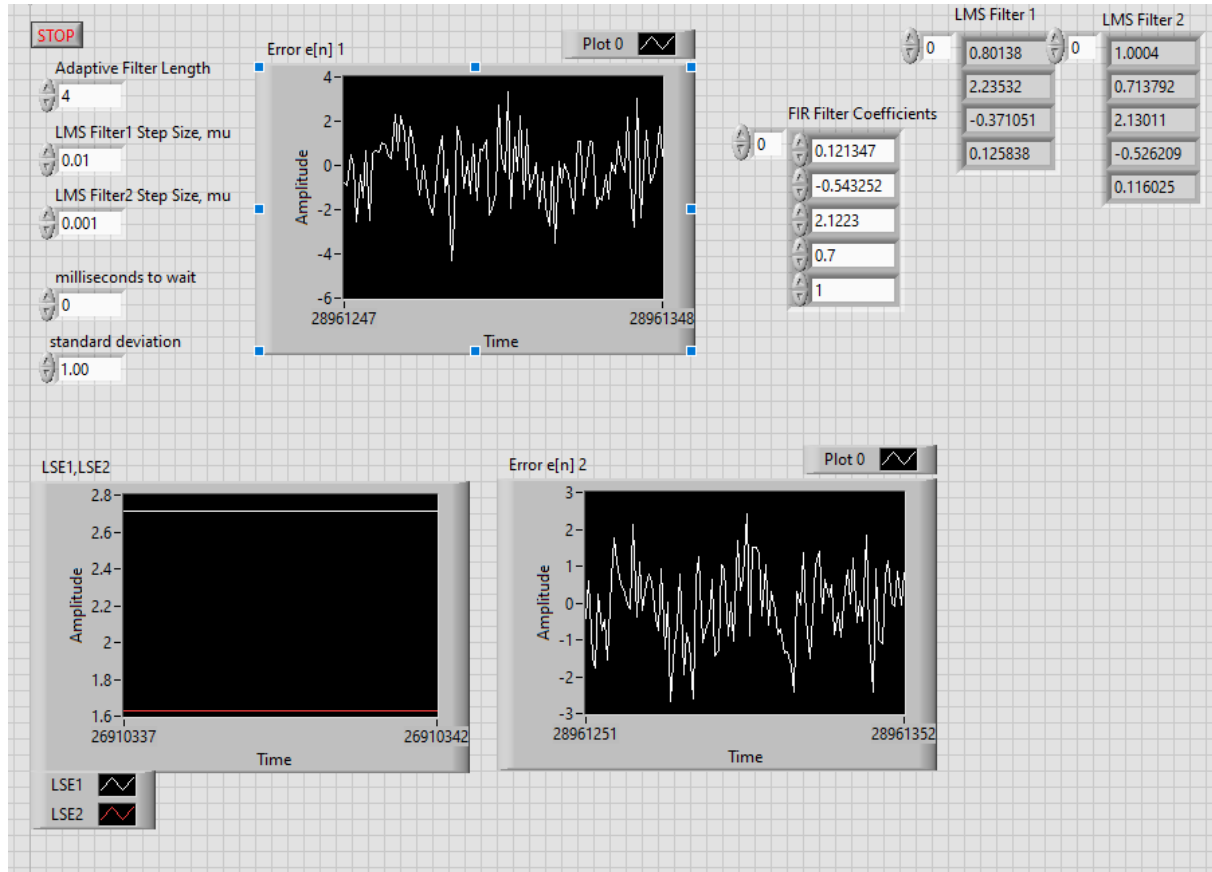 STOP
Adaptive Filter Length
4
LMS Filter1 Step Size, mu
0.01
LMS Filter2 Step Size, mu
0.001
milliseconds to wait
0
standard deviation
1.00
Error e[n] 1
Plot 0
4
2
0
-2
-4
-6
Amplitude
28961247
28961348
Time
FIR Filter Coefficients
0
0.121347
-0.543252
2.1223
0.7
1
LMS Filter 1
0
0.80138
2.23532
-0.371051
0.125838
LMS Filter 2
0
1.0004
0.713792
2.13011
-0.526209
0.116025
LSE1,LSE2
2.8
2.6
2.4
2.2
2
1.8
1.6
Amplitude
26910337
26910342
Time
LSE1
LSE2
Error e[n] 2
Plot 0
3
2
1
0
-1
-2
-3
Amplitude
28961251
28961352
Time